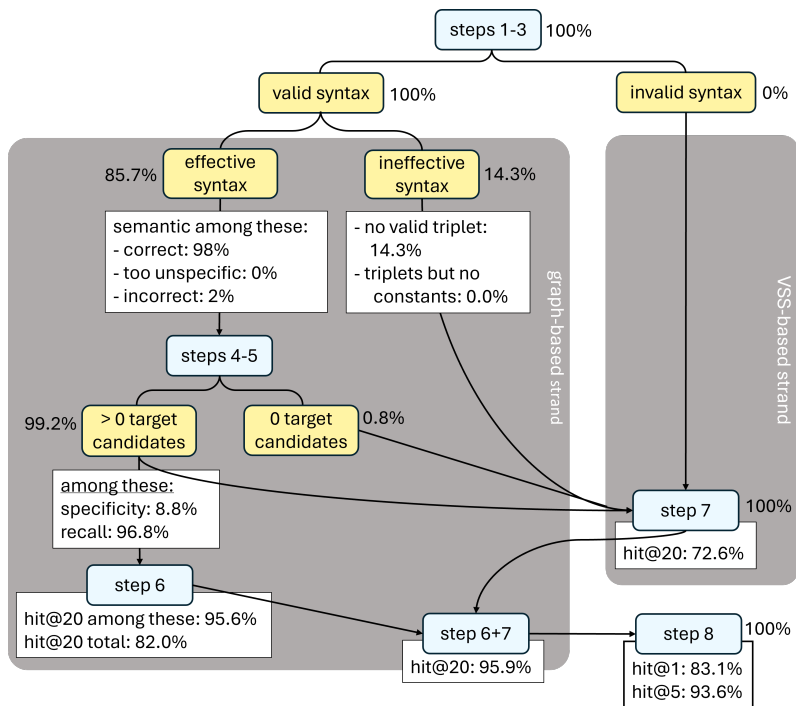 steps 1-3
100%
valid syntax
100%
invalid syntax
0%
85.7%
effective
syntax
ineffective
syntax
14.3%
semantic among these:
- correct: 98%
- too unspecific: 0%
- incorrect: 2%
- no valid triplet:
14.3%
- triplets but no
constants: 0.0%
graph-based strand
VSS-based strand
steps 4-5
99.2%
> 0 target
candidates
0 target
candidates
0.8%
among these:
specificity: 8.8%
recall: 96.8%
step 7
100%
hit@20: 72.6%
step 6
hit@20 among these: 95.6%
hit@20 total: 82.0%
step 6+7
hit@20: 95.9%
step 8
100%
hit@1: 83.1%
hit@5: 93.6%